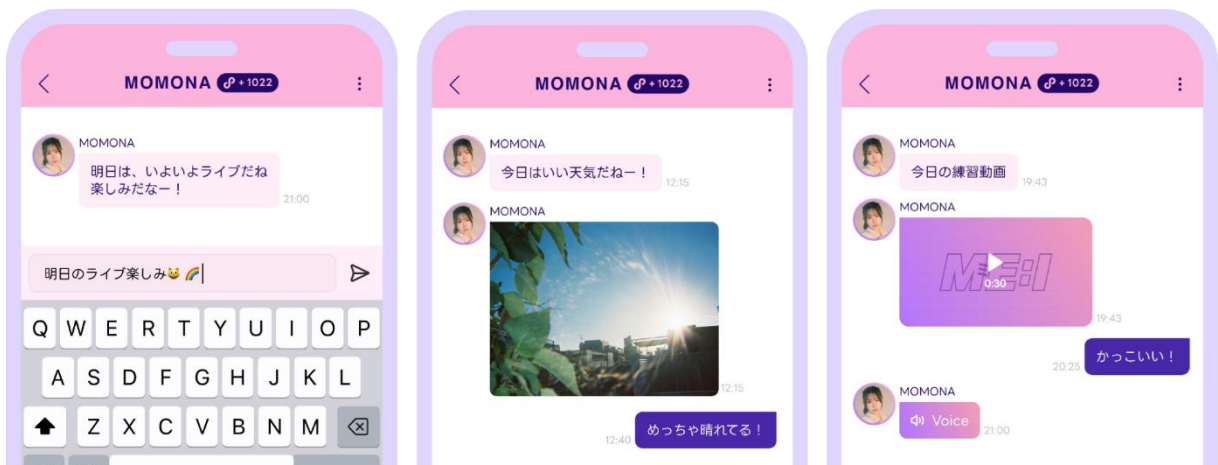 MOMONA + 1022
MOMONA
明日は、いよいよライブだね
楽しみだなー！
21:00
明日のライブ楽しみ😺🌈
Q W E R T Y U I O P
A S D F G H J K L
Z X C V B N M
MOMONA + 1022
MOMONA
今日はいい天気だねー！
12:15
MOMONA
12:15
めっちゃ晴れてる！
12:40
MOMONA + 1022
MOMONA
今日の練習動画
19:43
MOMONA
ME:I
0:30
19:43
かっこいい！
20:25
MOMONA
Voice
21:00